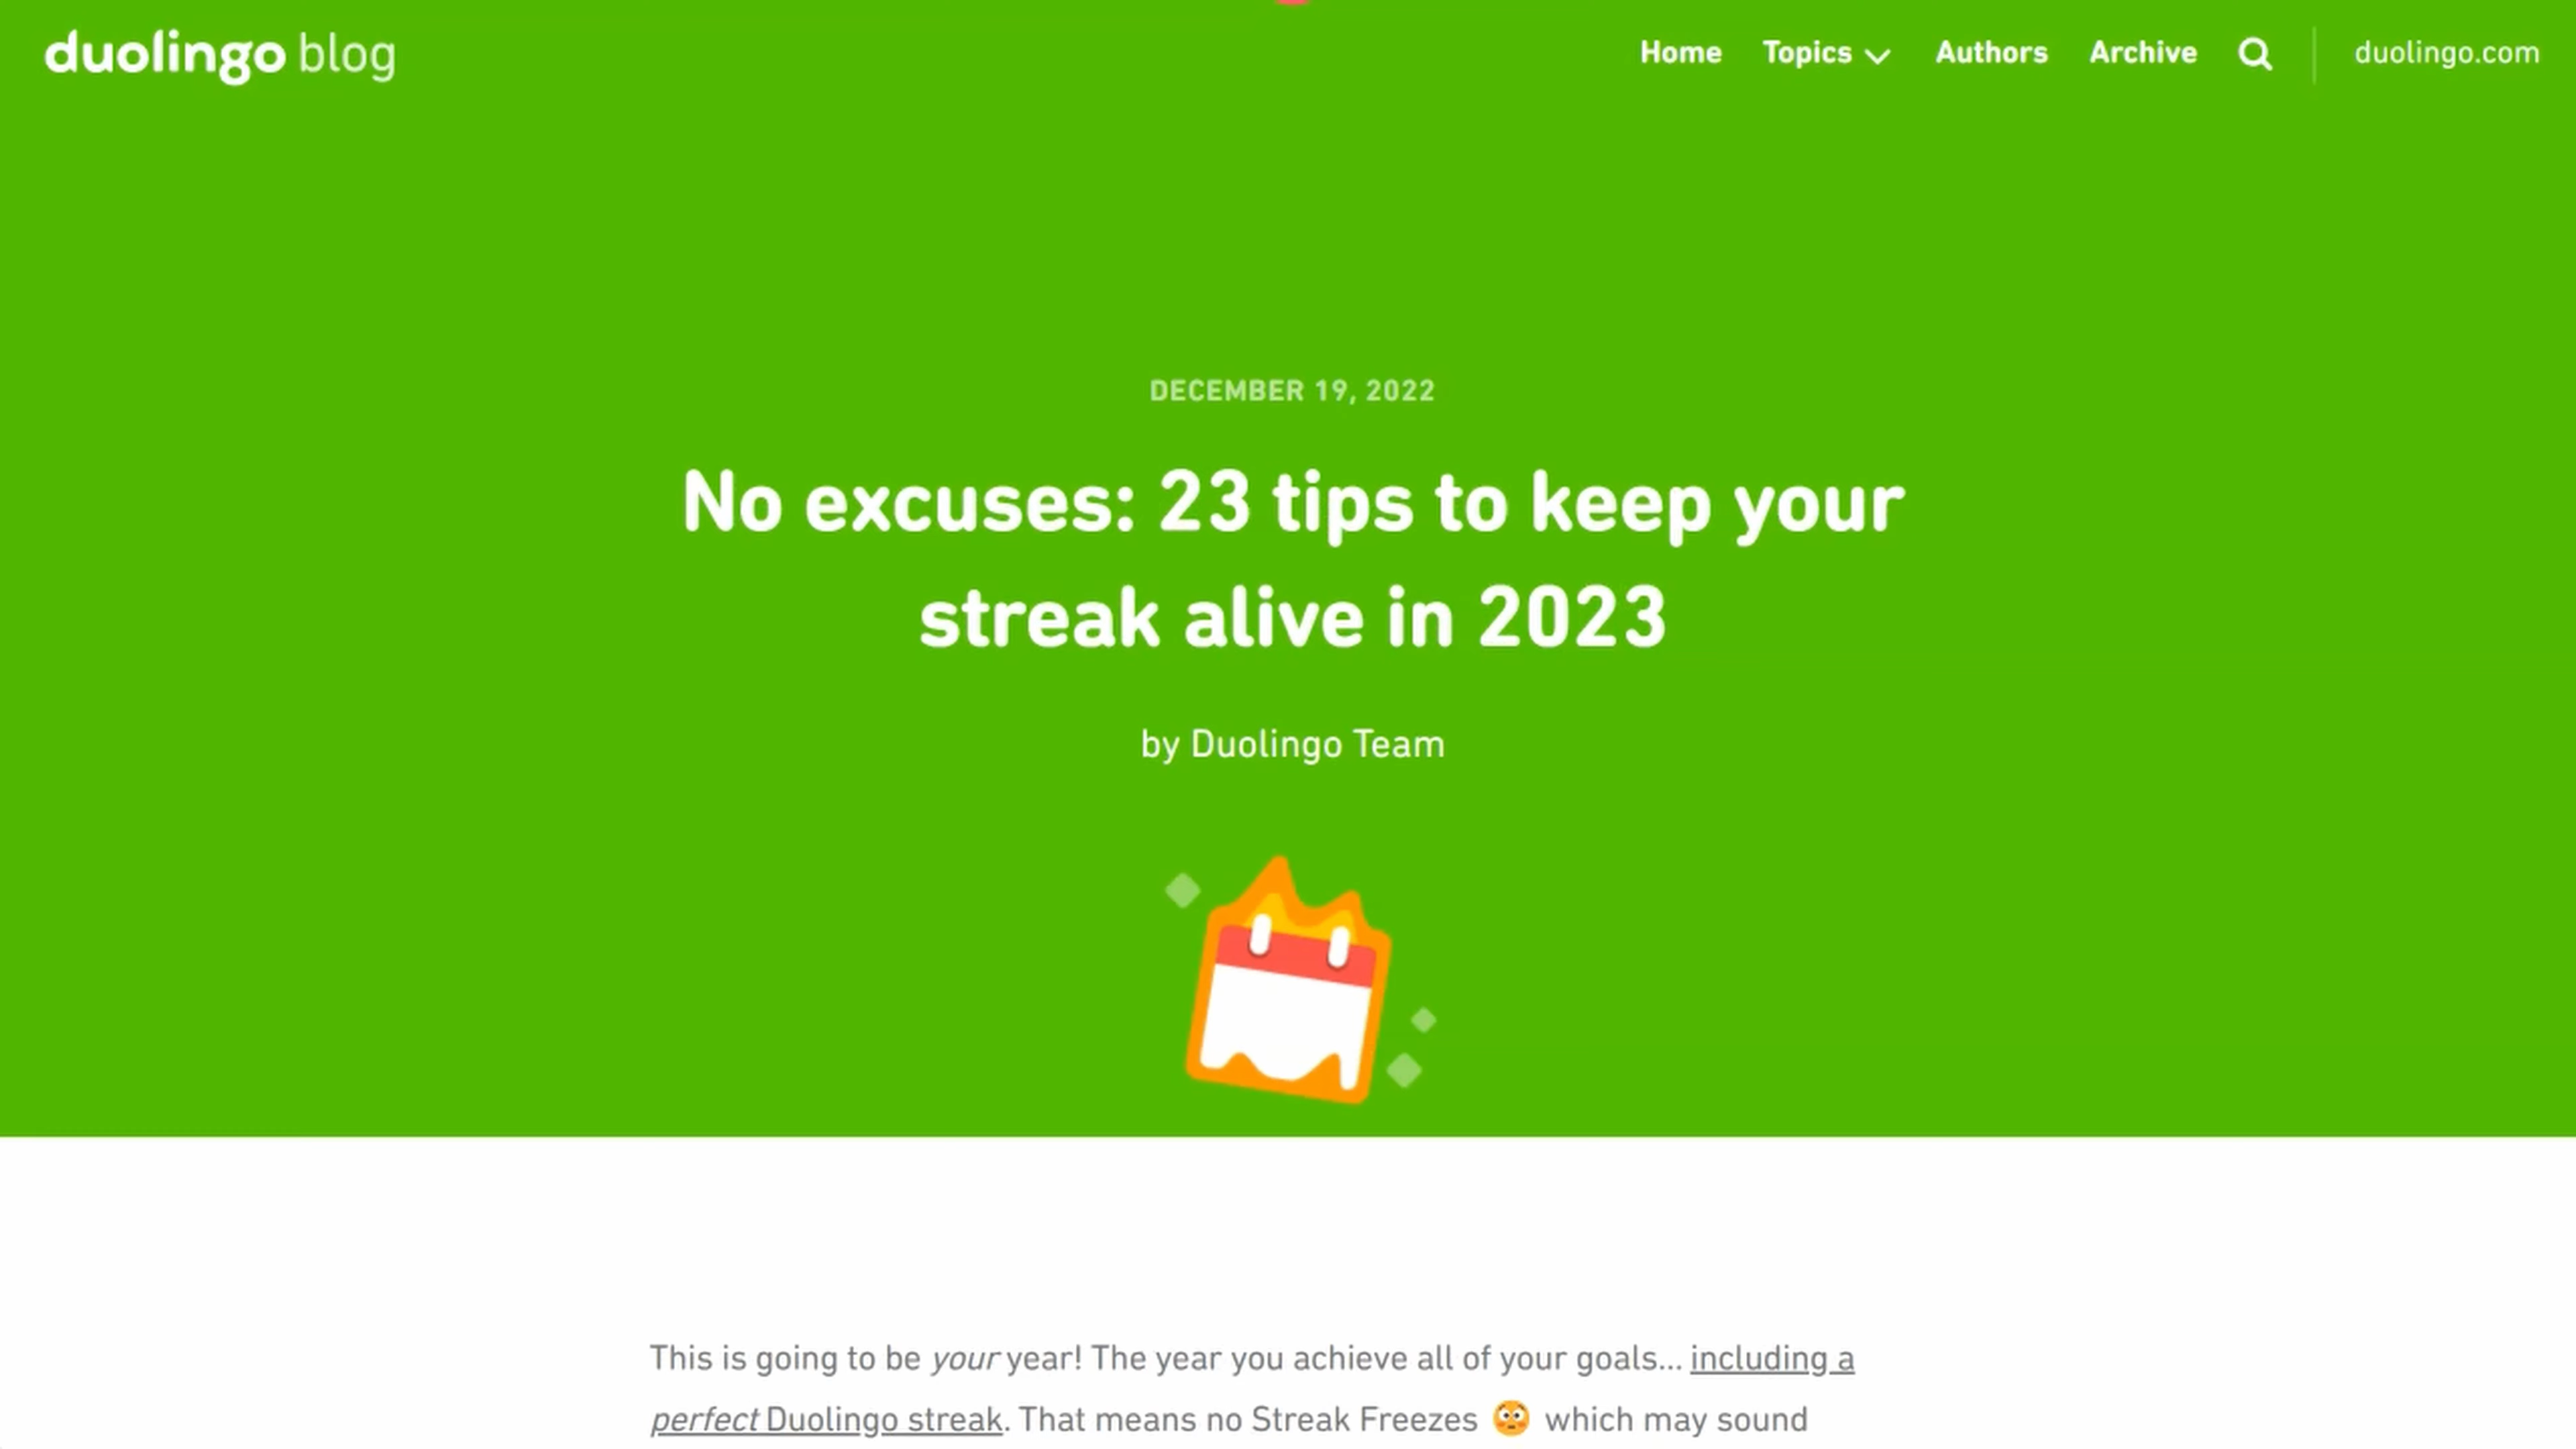 duolingo blog
Home Topics Authors Archive duolingo.com
DECEMBER 19, 2022
No excuses: 23 tips to keep your
streak alive in 2023
by Duolingo Team
This is going to be your year! The year you achieve all of your goals... including a
perfect Duolingo streak. That means no Streak Freezes 😳 which may sound